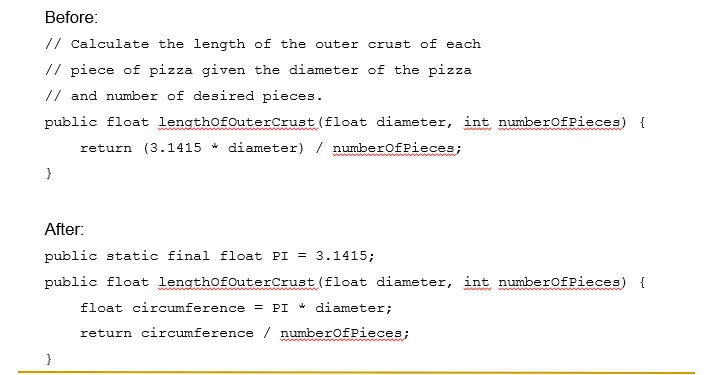 Before:
// Calculate the length of the outer crust of each
// piece of pizza given the diameter of the pizza
// and number of desired pieces.
public float lengthOfOuterCrust(float diameter, int numberOfPieces) {
    return (3.1415 * diameter) / numberOfPieces;
}
After:
public static final float PI = 3.1415;
public float lengthOfOuterCrust(float diameter, int numberOfPieces) {
    float circumference = PI * diameter;
    return circumference / numberOfPieces;
}